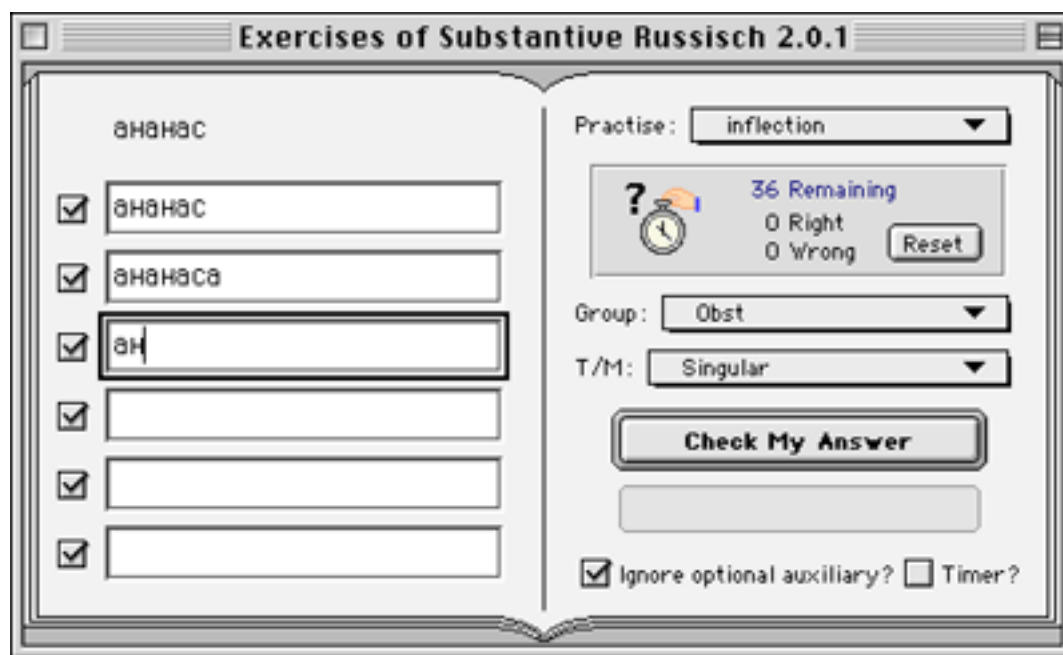 Exercises of Substantive Russisch 2.0.1
ананас
ананас
ананаса
ан
Practise: inflection
? 36 Remaining
0 Right
0 Wrong
Reset
Group: Obst
T/M: Singular
Check My Answer
Ignore optional auxiliary? Timer?